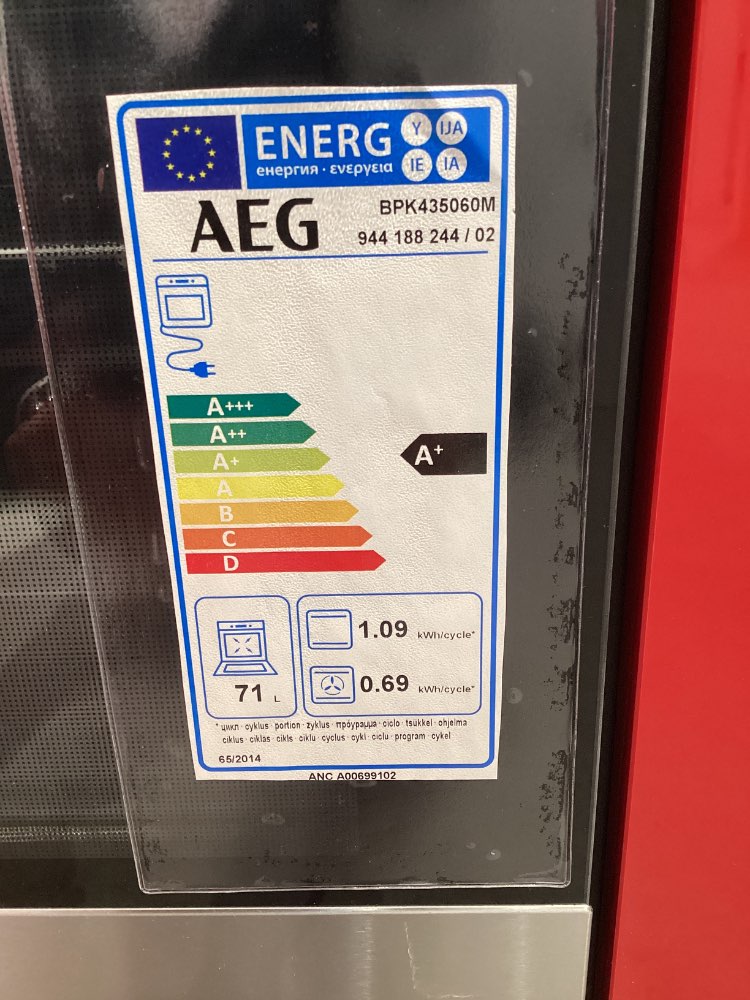 ENERG Y IJA
енергия · ενεργεια IE IA
AEG
BPK435060M
944 188 244 / 02
A+++
A++
A+
A
B
C
D
A+
71 L
1.09 kWh/cycle*
0.69 kWh/cycle*
* цикл · cyklus · portion · zyklus · πρόγραμμα · ciclo · tsükkel · ohjelma
ciklus · ciklas · cikls · ciklu · cyclus · cykl · ciclu · program · cykel
65/2014
ANC A00699102